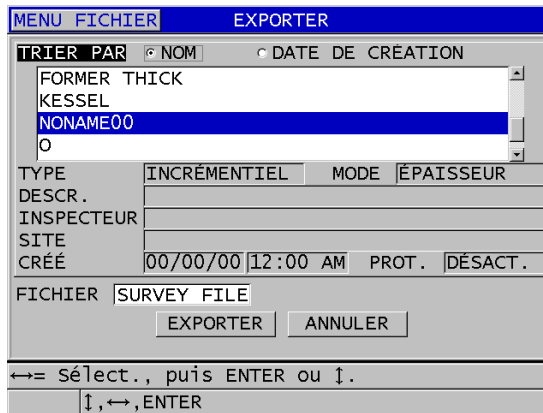 MENU FICHIER EXPORTER
TRIER PAR NOM DATE DE CRÉATION
FORMER THICK
KESSEL
NONAME00
O
TYPE INCRÉMENTIEL MODE ÉPAISSEUR
DESCR.
INSPECTEUR
SITE
CRÉÉ 00/00/00 12:00 AM PROT. DÉSACT.
FICHIER SURVEY FILE
EXPORTER ANNULER
↔= Sélect., puis ENTER ou ↕.
↕,↔,ENTER